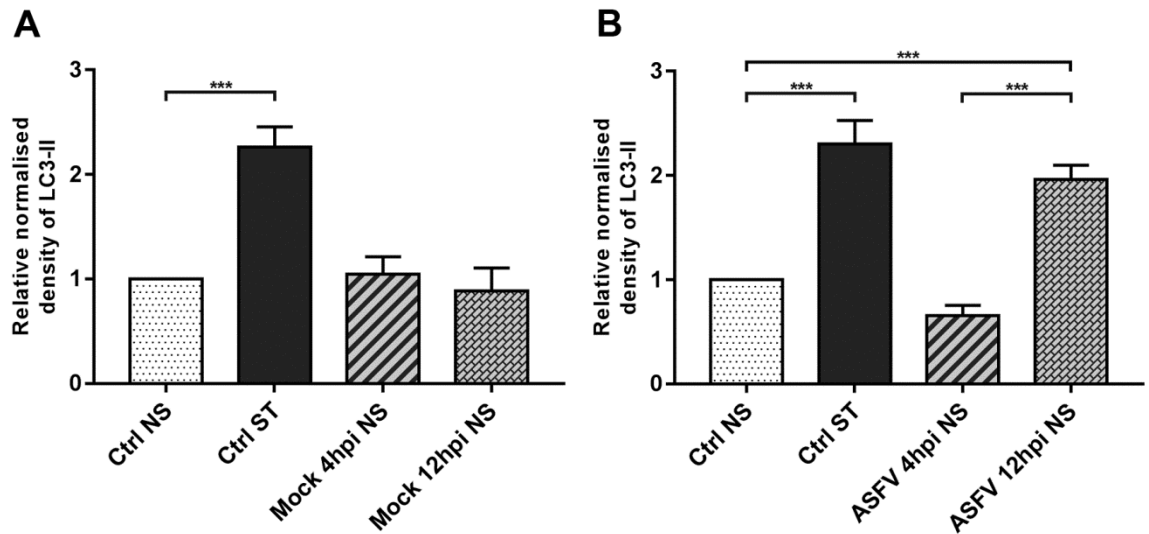 A
Relative normalised
density of LC3-II
3
2
1
0
***
Ctrl NS
Ctrl ST
Mock 4hpi NS
Mock 12hpi NS
B
Relative normalised
density of LC3-II
3
2
1
0
***
***
***
Ctrl NS
Ctrl ST
ASFV 4hpi NS
ASFV 12hpi NS